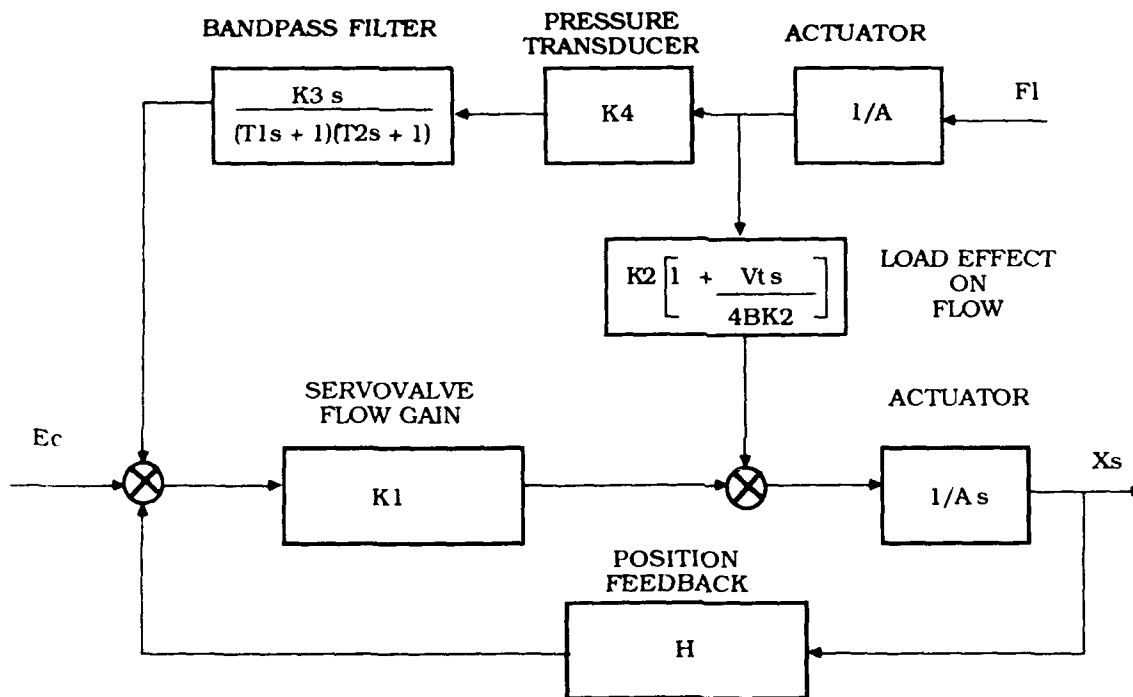 BANDPASS FILTER
PRESSURE
TRANSDUCER
ACTUATOR
K3 s
(T1s + 1)(T2s + 1)
K4
1/A
Fl
K2 [1 + Vt s
4BK2 ]
LOAD EFFECT
ON
FLOW
SERVOVALVE
FLOW GAIN
ACTUATOR
Ec
K1
1/A s
Xs
POSITION
FEEDBACK
H